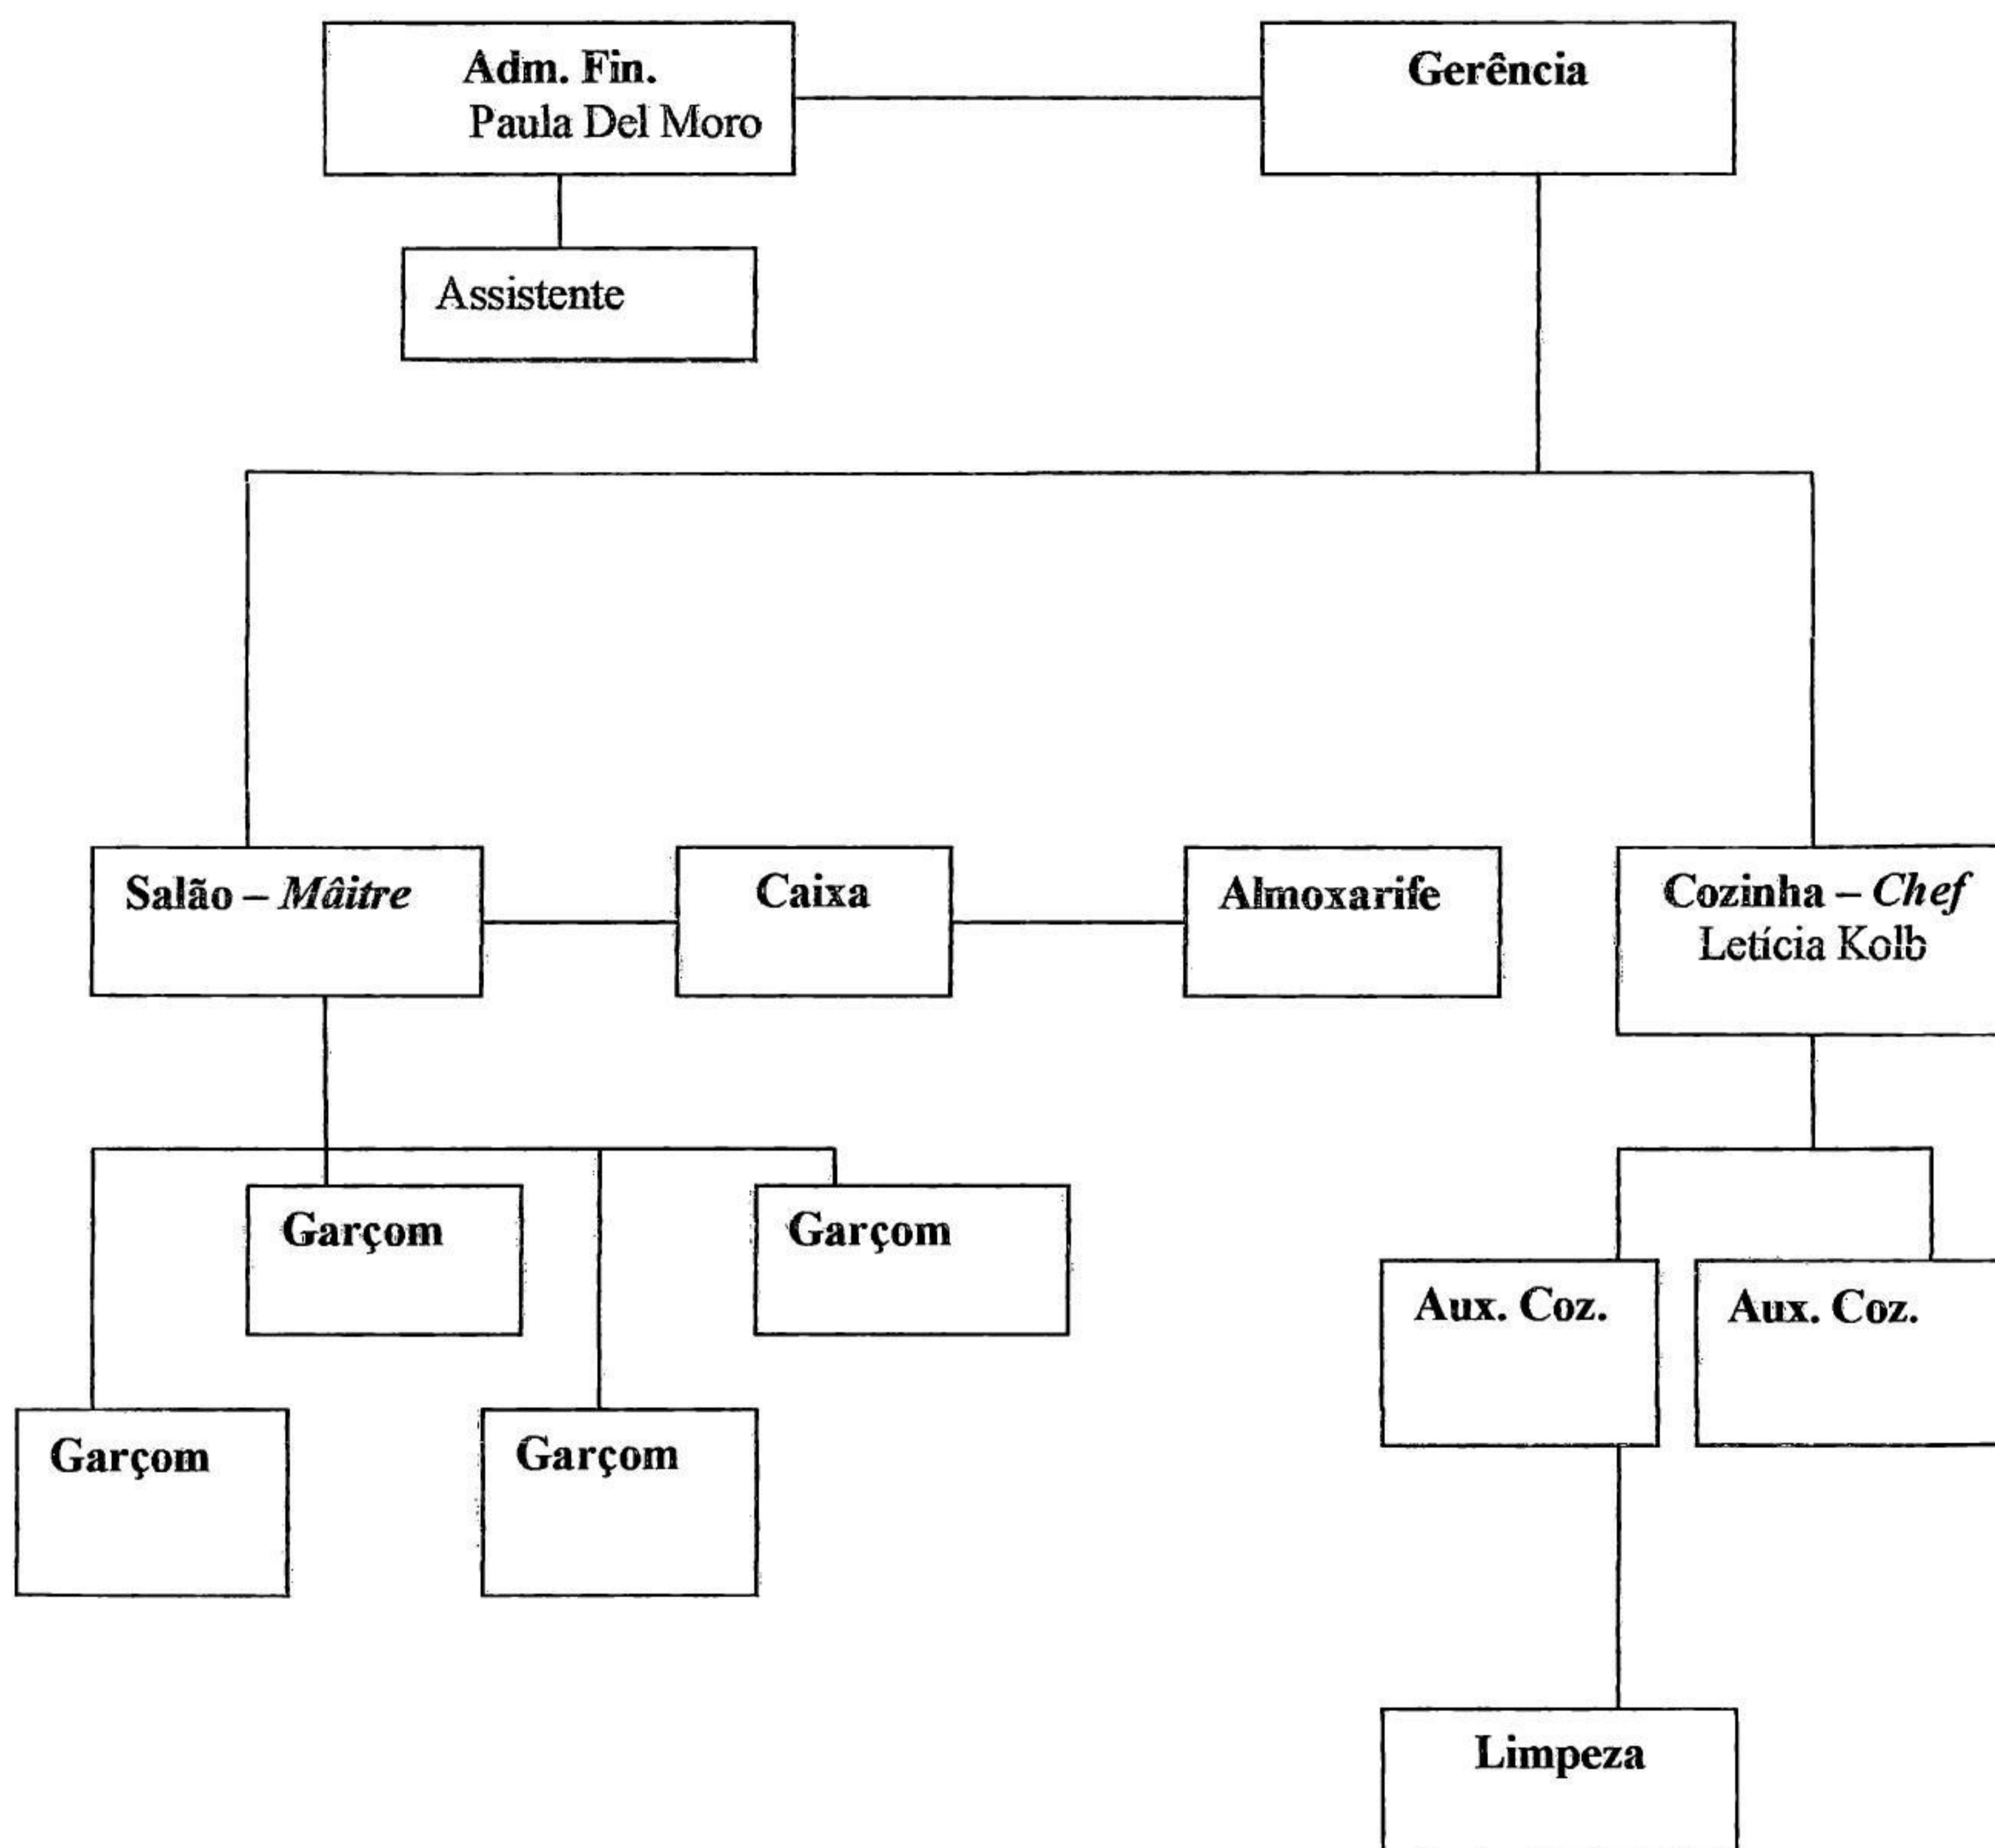 Adm. Fin.
Paula Del Moro
Gerência
Assistente
Salão – Mâitre
Caixa
Almoxarife
Cozinha – Chef
Letícia Kolb
Garçom
Garçom
Aux. Coz.
Aux. Coz.
Garçom
Garçom
Limpeza